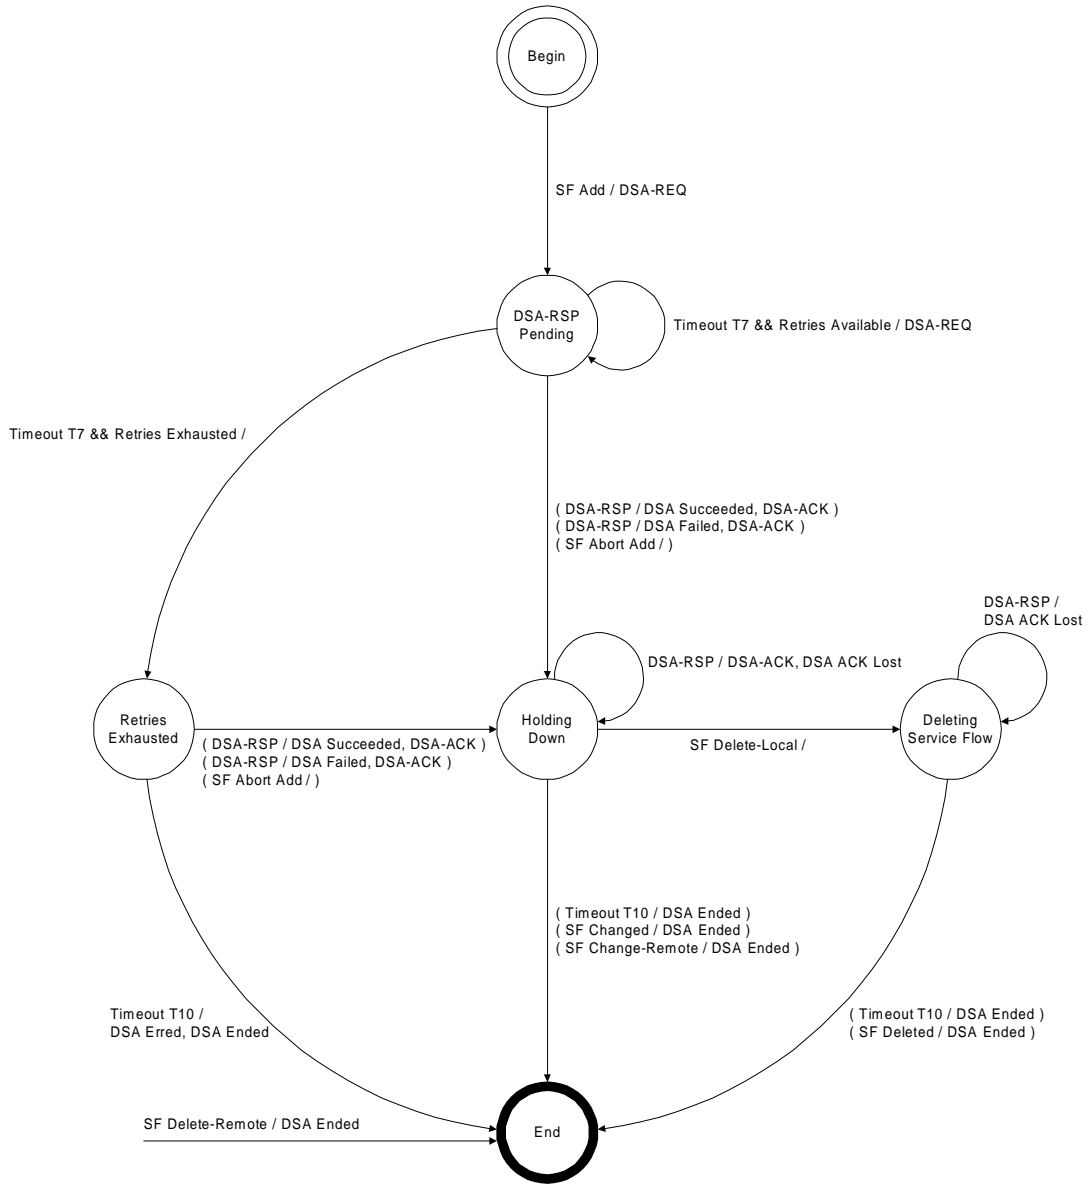 Begin
SF Add / DSA-REQ
DSA-RSP
Pending
Timeout T7 && Retries Available / DSA-REQ
Timeout T7 && Retries Exhausted /
( DSA-RSP / DSA Succeeded, DSA-ACK )
( DSA-RSP / DSA Failed, DSA-ACK )
( SF Abort Add / )
DSA-RSP /
DSA ACK Lost
DSA-RSP / DSA-ACK, DSA ACK Lost
Retries
Exhausted
Holding
Down
Deleting
Service Flow
( DSA-RSP / DSA Succeeded, DSA-ACK )
( DSA-RSP / DSA Failed, DSA-ACK )
( SF Abort Add / )
SF Delete-Local /
( Timeout T10 / DSA Ended )
( SF Changed / DSA Ended )
( SF Change-Remote / DSA Ended )
Timeout T10 /
DSA Erred, DSA Ended
( Timeout T10 / DSA Ended )
( SF Deleted / DSA Ended )
SF Delete-Remote / DSA Ended
End